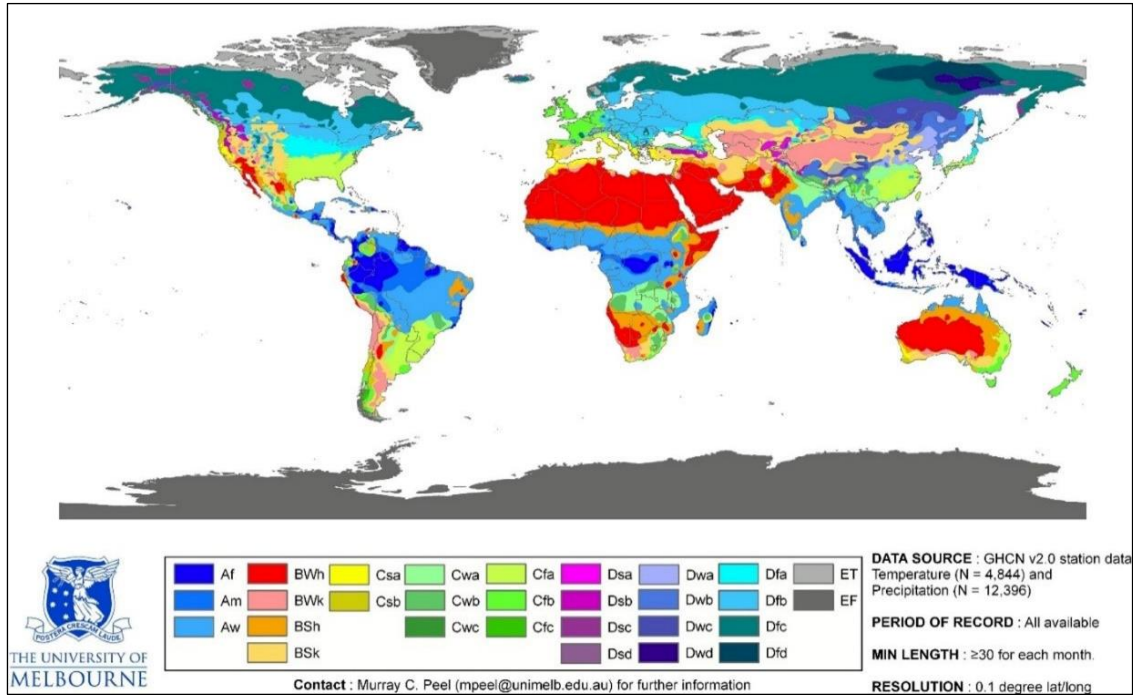 Af
Am
Aw
BWh
BWk
BSh
BSk
Csa
Csb
Cwa
Cwb
Cwc
Cfa
Cfb
Cfc
Dsa
Dsb
Dsc
Dsd
Dwa
Dwb
Dwc
Dwd
Dfa
Dfb
Dfc
Dfd
ET
EF
POSTERA CRESCAM LAUDE
THE UNIVERSITY OF
MELBOURNE
Contact : Murray C. Peel (mpeel@unimelb.edu.au) for further information
DATA SOURCE : GHCN v2.0 station data
Temperature (N = 4,844) and
Precipitation (N = 12,396)
PERIOD OF RECORD : All available
MIN LENGTH : ≥30 for each month.
RESOLUTION : 0.1 degree lat/long